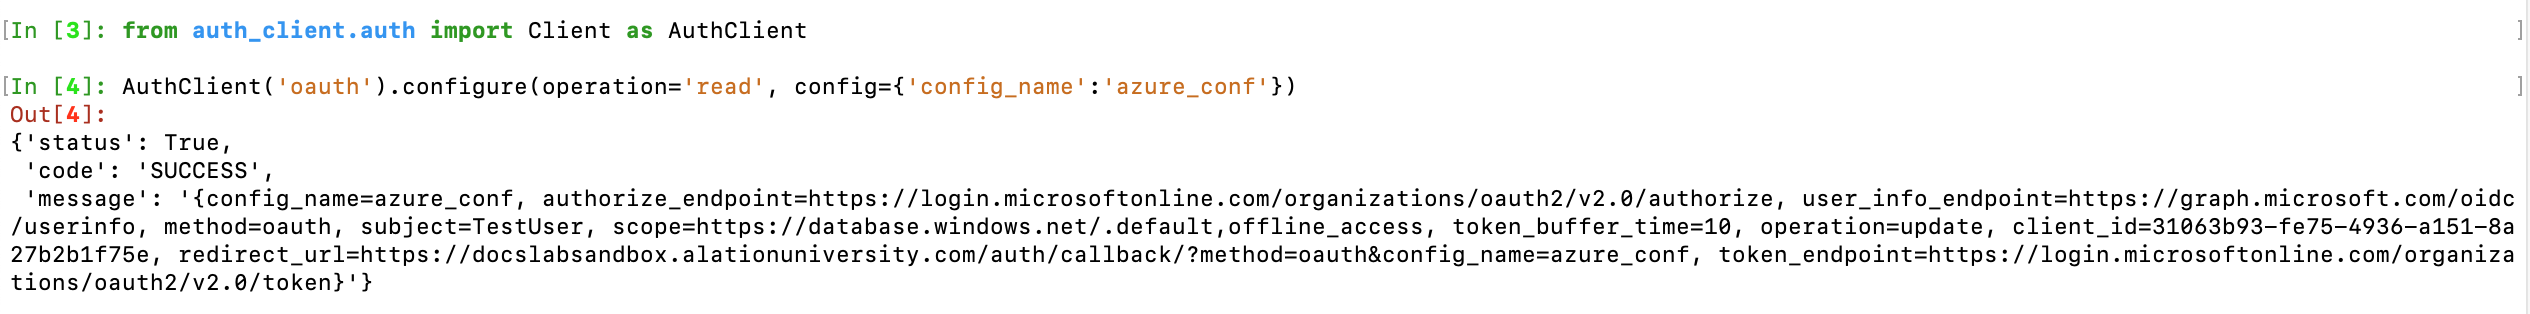 [In [3]: from auth_client.auth import Client as AuthClient ]
[In [4]: AuthClient('oauth').configure(operation='read', config={'config_name':'azure_conf'}) ]
Out[4]:
{'status': True,
 'code': 'SUCCESS',
 'message': '{config_name=azure_conf, authorize_endpoint=https://login.microsoftonline.com/organizations/oauth2/v2.0/authorize, user_info_endpoint=https://graph.microsoft.com/oidc
/userinfo, method=oauth, subject=TestUser, scope=https://database.windows.net/.default,offline_access, token_buffer_time=10, operation=update, client_id=31063b93-fe75-4936-a151-8a
27b2b1f75e, redirect_url=https://docslabsandbox.alationuniversity.com/auth/callback/?method=oauth&config_name=azure_conf, token_endpoint=https://login.microsoftonline.com/organiza
tions/oauth2/v2.0/token}'}